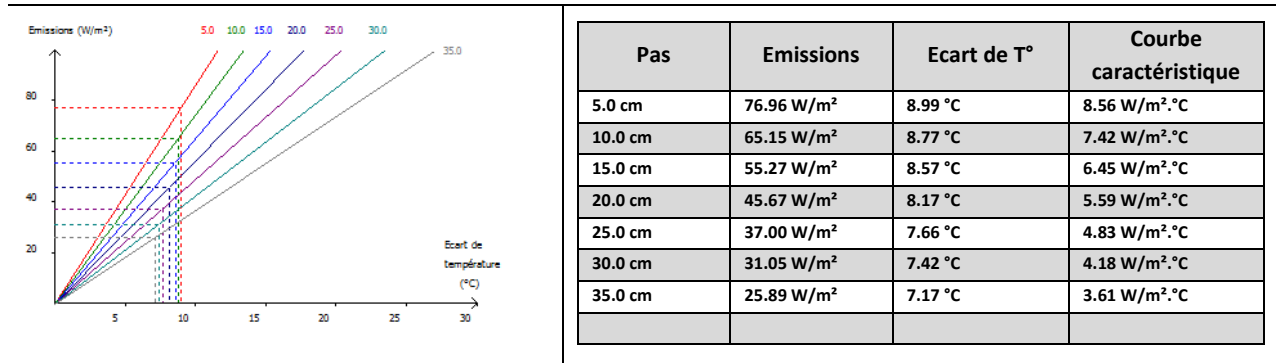 Emissions (W/m²)
5.0 10.0 15.0 20.0 25.0 30.0
35.0
80
60
40
20
Ecart de
température
(°C)
5 10 15 20 25 30
Pas Emissions Ecart de T° Courbe caractéristique
5.0 cm 76.96 W/m² 8.99 °C 8.56 W/m².°C
10.0 cm 65.15 W/m² 8.77 °C 7.42 W/m².°C
15.0 cm 55.27 W/m² 8.57 °C 6.45 W/m².°C
20.0 cm 45.67 W/m² 8.17 °C 5.59 W/m².°C
25.0 cm 37.00 W/m² 7.66 °C 4.83 W/m².°C
30.0 cm 31.05 W/m² 7.42 °C 4.18 W/m².°C
35.0 cm 25.89 W/m² 7.17 °C 3.61 W/m².°C